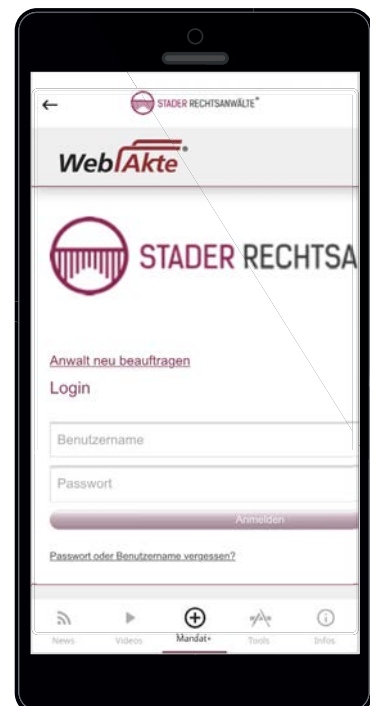 STADER RECHTSANWÄLTE®
WebAkte®
STADER RECHTSA
Anwalt neu beauftragen
Login
Benutzername
Passwort
Anmelden
Passwort oder Benutzername vergessen?
News Videos Mandat+ Tools Infos